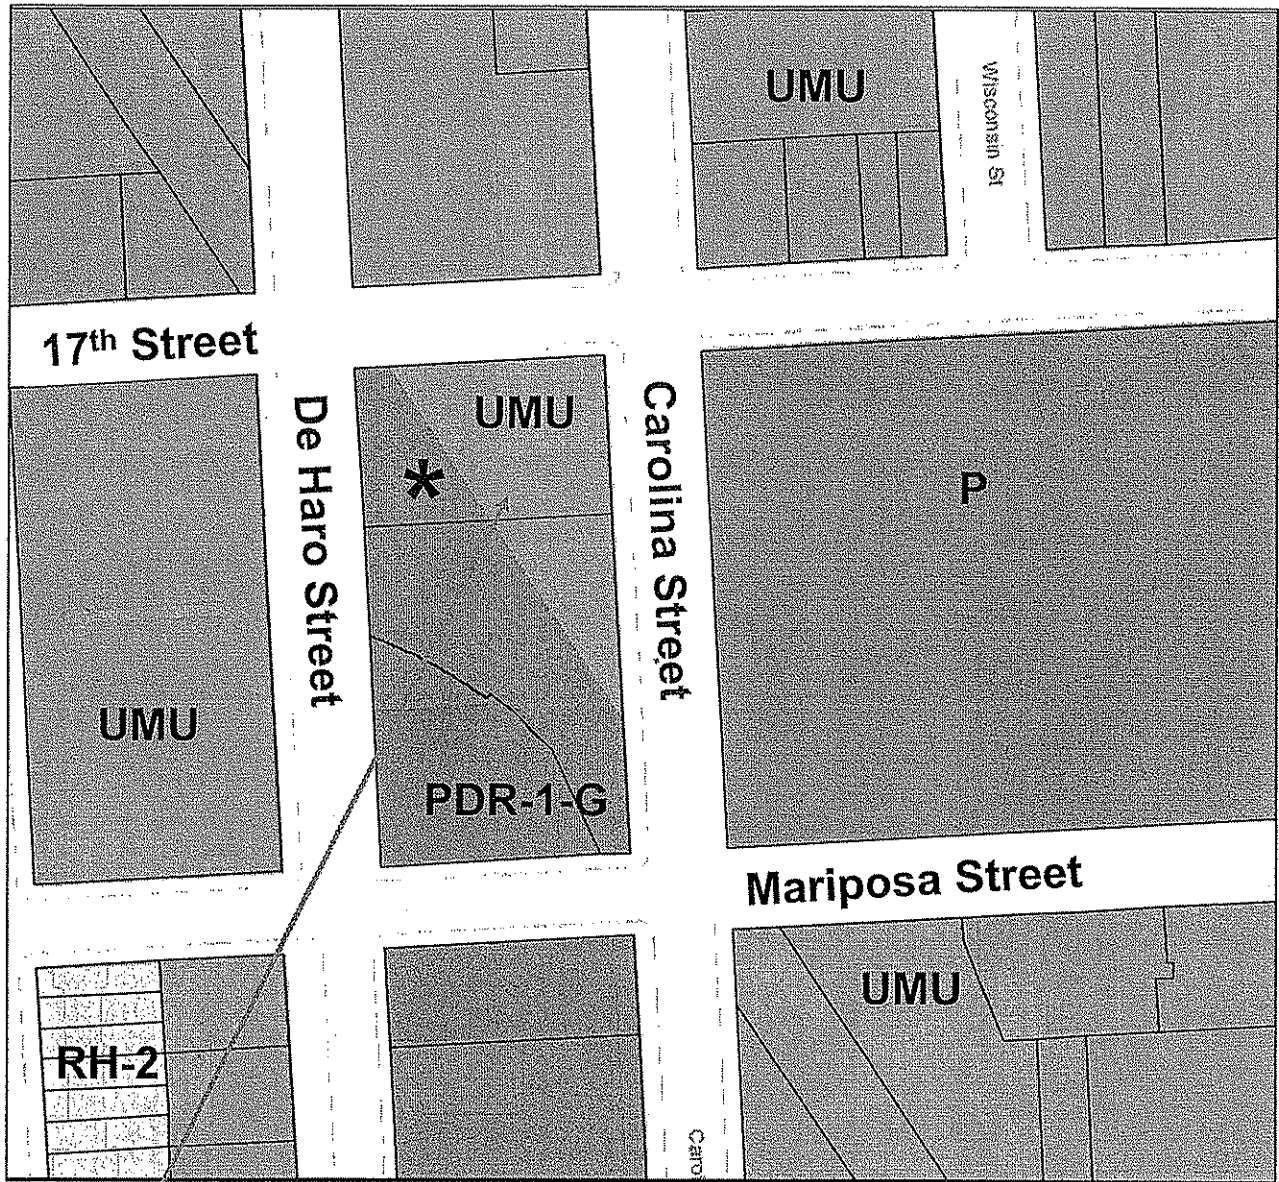 UMU
Wisconsin St
17th Street
De Haro Street
UMU
*
Carolina Street
P
UMU
PDR-1-G
Mariposa Street
UMU
RH-2
Carol